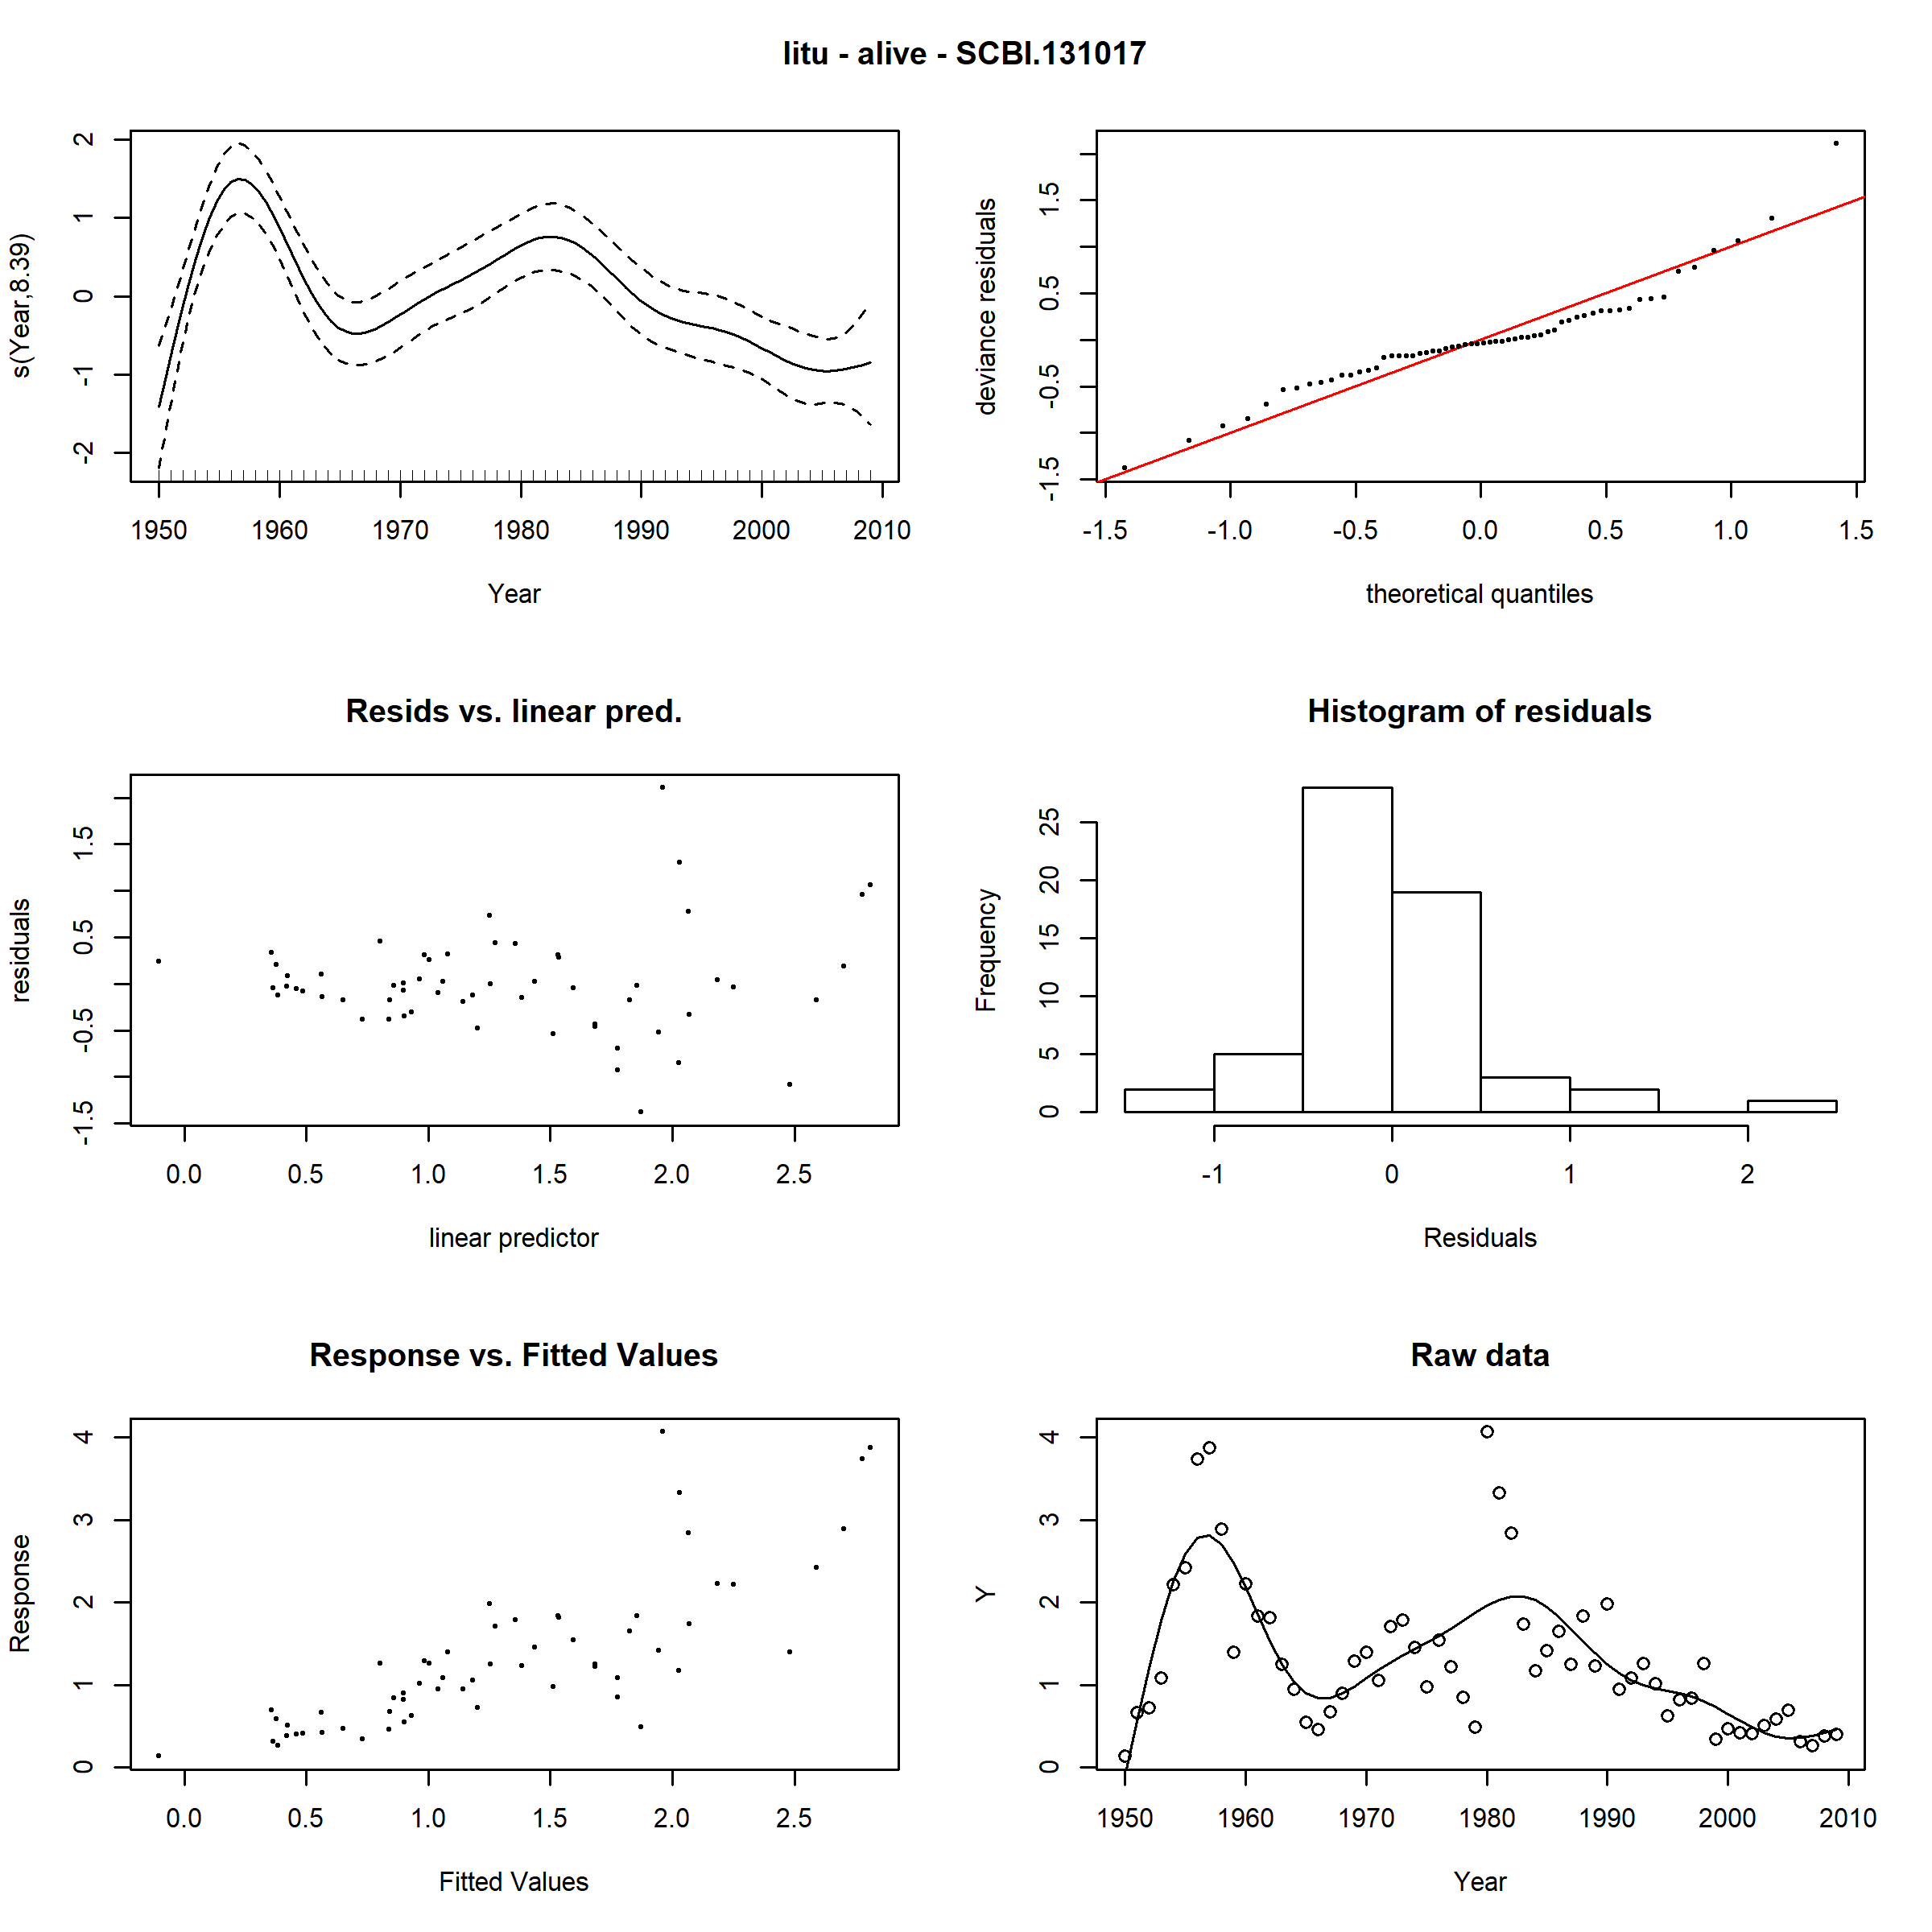 litu - alive - SCBI.131017
s(Year,8.39)
2
1
0
-1
-2
1950 1960 1970 1980 1990 2000 2010
Year
deviance residuals
1.5
0.5
-0.5
-1.5
-1.5 -1.0 -0.5 0.0 0.5 1.0 1.5
theoretical quantiles
Resids vs. linear pred.
residuals
1.5
0.5
-0.5
-1.5
0.0 0.5 1.0 1.5 2.0 2.5
linear predictor
Histogram of residuals
Frequency
25
20
15
10
5
0
-1 0 1 2
Residuals
Response vs. Fitted Values
Response
4
3
2
1
0
0.0 0.5 1.0 1.5 2.0 2.5
Fitted Values
Raw data
Y
4
3
2
1
0
1950 1960 1970 1980 1990 2000 2010
Year